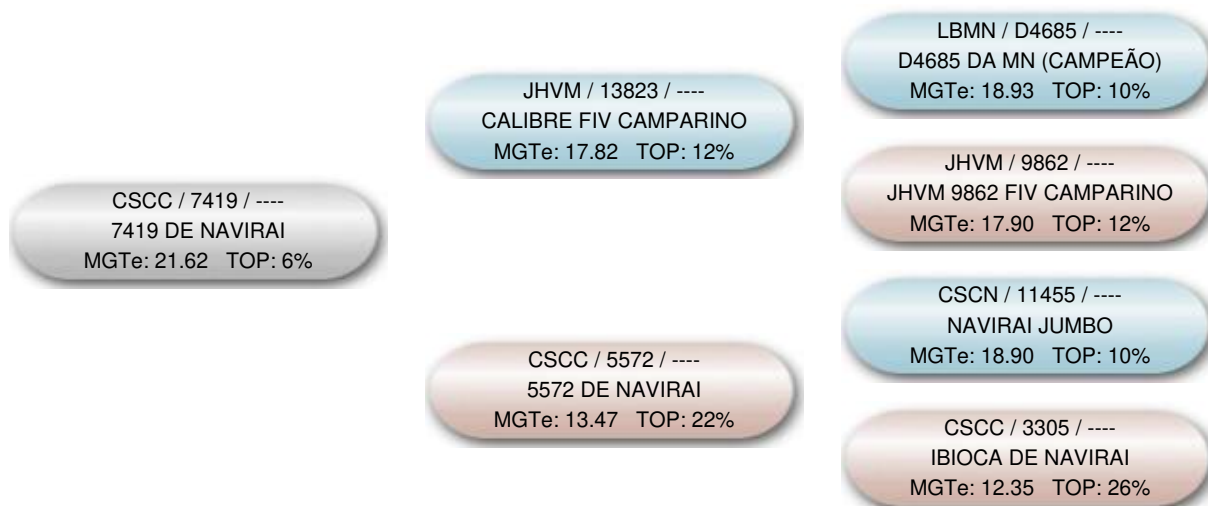 CSCC / 7419 / ----
7419 DE NAVIRAI
MGTe: 21.62 TOP: 6%
JHVM / 13823 / ----
CALIBRE FIV CAMPARINO
MGTe: 17.82 TOP: 12%
CSCC / 5572 / ----
5572 DE NAVIRAI
MGTe: 13.47 TOP: 22%
LBMN / D4685 / ----
D4685 DA MN (CAMPEÃO)
MGTe: 18.93 TOP: 10%
JHVM / 9862 / ----
JHVM 9862 FIV CAMPARINO
MGTe: 17.90 TOP: 12%
CSCN / 11455 / ----
NAVIRAI JUMBO
MGTe: 18.90 TOP: 10%
CSCC / 3305 / ----
IBIOCA DE NAVIRAI
MGTe: 12.35 TOP: 26%